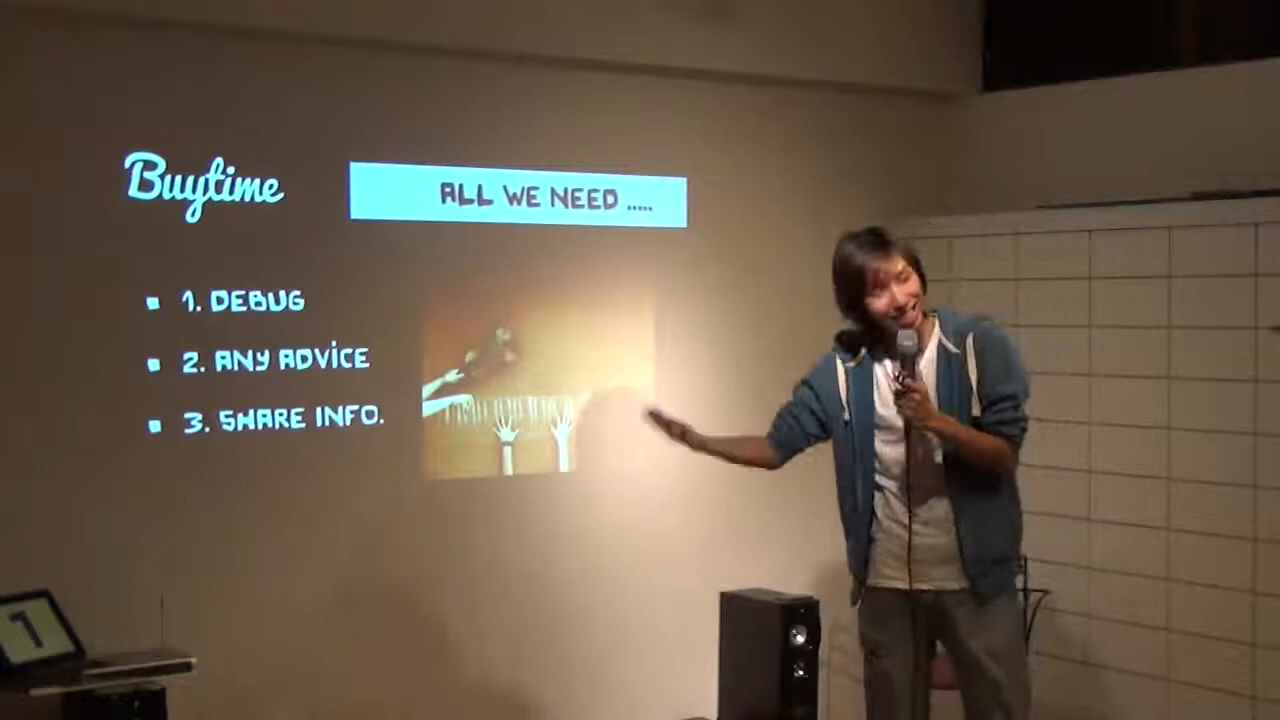 Buytime
ALL WE NEED .....
1. DEBUG
2. ANY ADVICE
3. SHARE INFO.
1